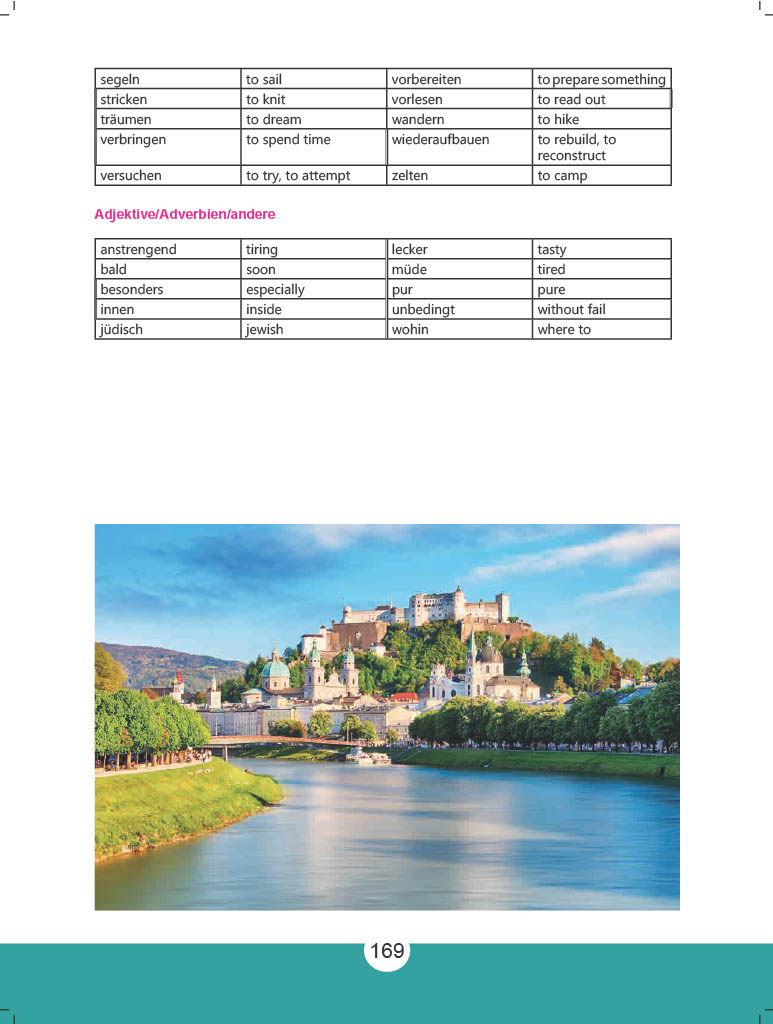 segeln to sail vorbereiten to prepare something
stricken to knit vorlesen to read out
träumen to dream wandern to hike
verbringen to spend time wiederaufbauen to rebuild, to
reconstruct
versuchen to try, to attempt zelten to camp
Adjektive/Adverbien/andere
anstrengend tiring lecker tasty
bald soon müde tired
besonders especially pur pure
innen inside unbedingt without fail
jüdisch jewish wohin where to
169